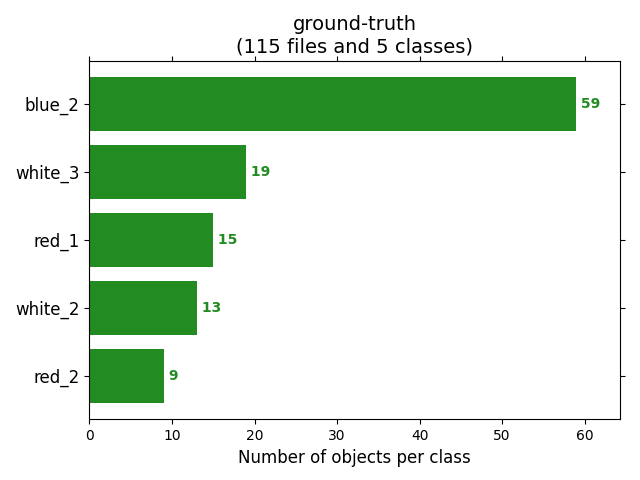 ground-truth
(115 files and 5 classes)
blue_2
59
white_3
19
red_1
15
white_2
13
red_2
9
0 10 20 30 40 50 60
Number of objects per class